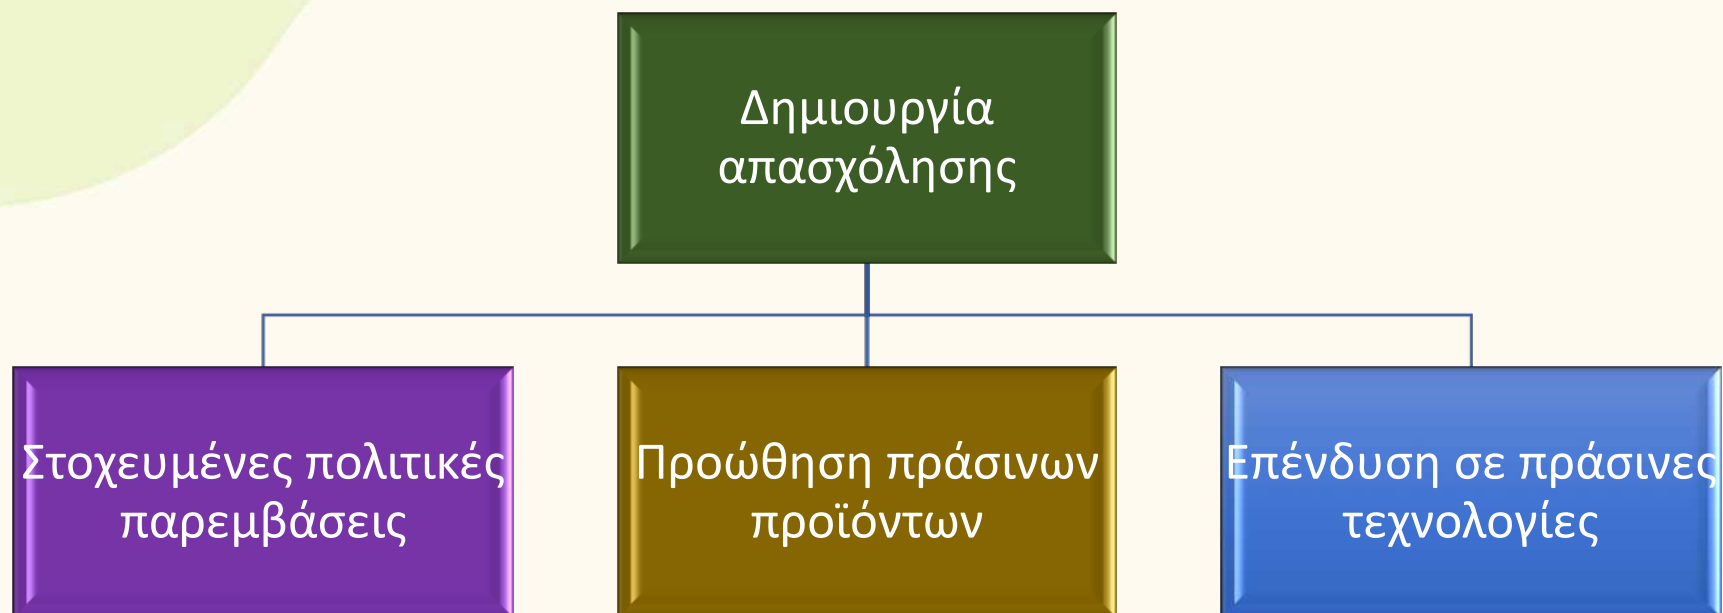 Δημιουργία
απασχόλησης
Στοχευμένες πολιτικές
παρεμβάσεις
Προώθηση πράσινων
προϊόντων
Επένδυση σε πράσινες
τεχνολογίες